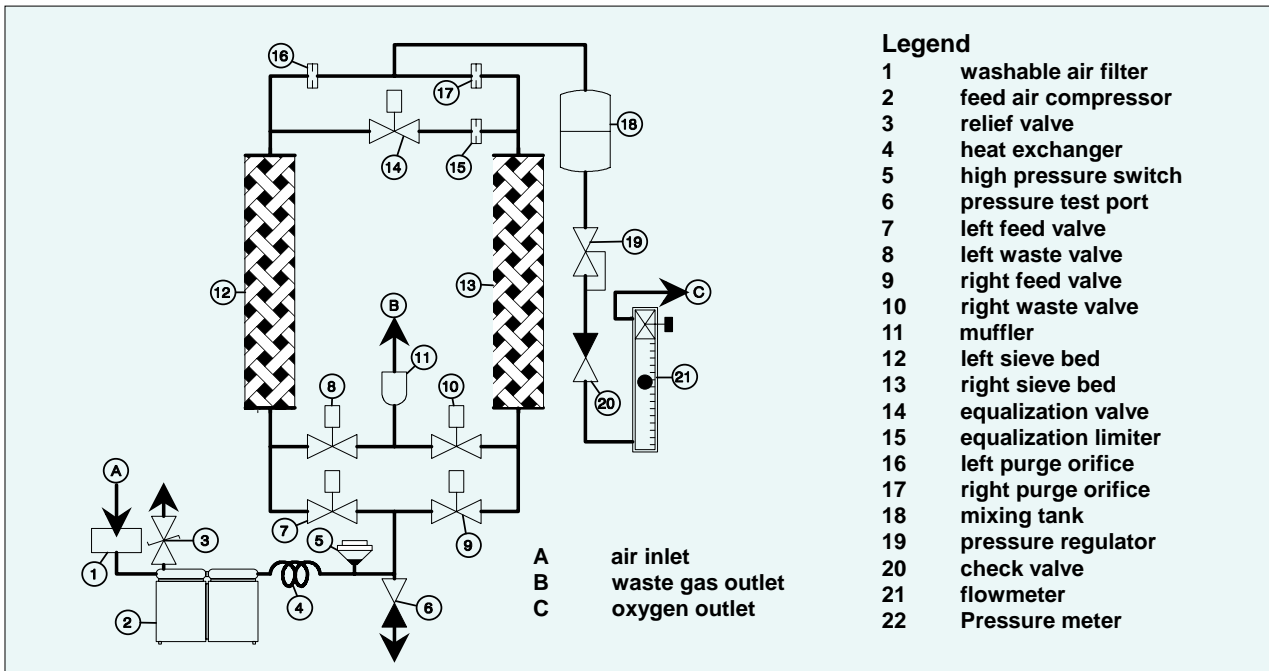 16
17
14
15
18
12
13
19
B
C
11
8
10
20
21
A
7
9
3
5
1
4
2
6
A air inlet
B waste gas outlet
C oxygen outlet
Legend
1 washable air filter
2 feed air compressor
3 relief valve
4 heat exchanger
5 high pressure switch
6 pressure test port
7 left feed valve
8 left waste valve
9 right feed valve
10 right waste valve
11 muffler
12 left sieve bed
13 right sieve bed
14 equalization valve
15 equalization limiter
16 left purge orifice
17 right purge orifice
18 mixing tank
19 pressure regulator
20 check valve
21 flowmeter
22 Pressure meter